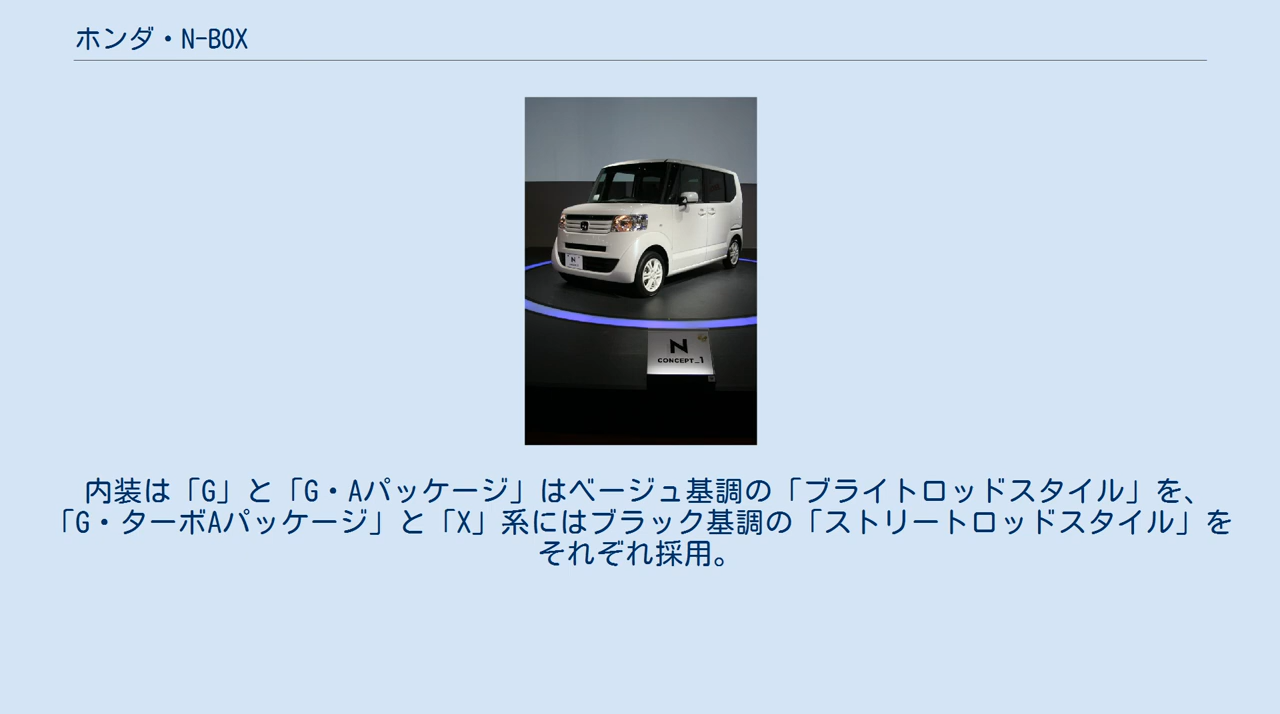 ホンダ・N-BOX
N
N
CONCEPT_1
内装は「G」と「G・Aパッケージ」はベージュ基調の「ブライトロッドスタイル」を、
「G・ターボAパッケージ」と「X」系にはブラック基調の「ストリートロッドスタイル」を
それぞれ採用。